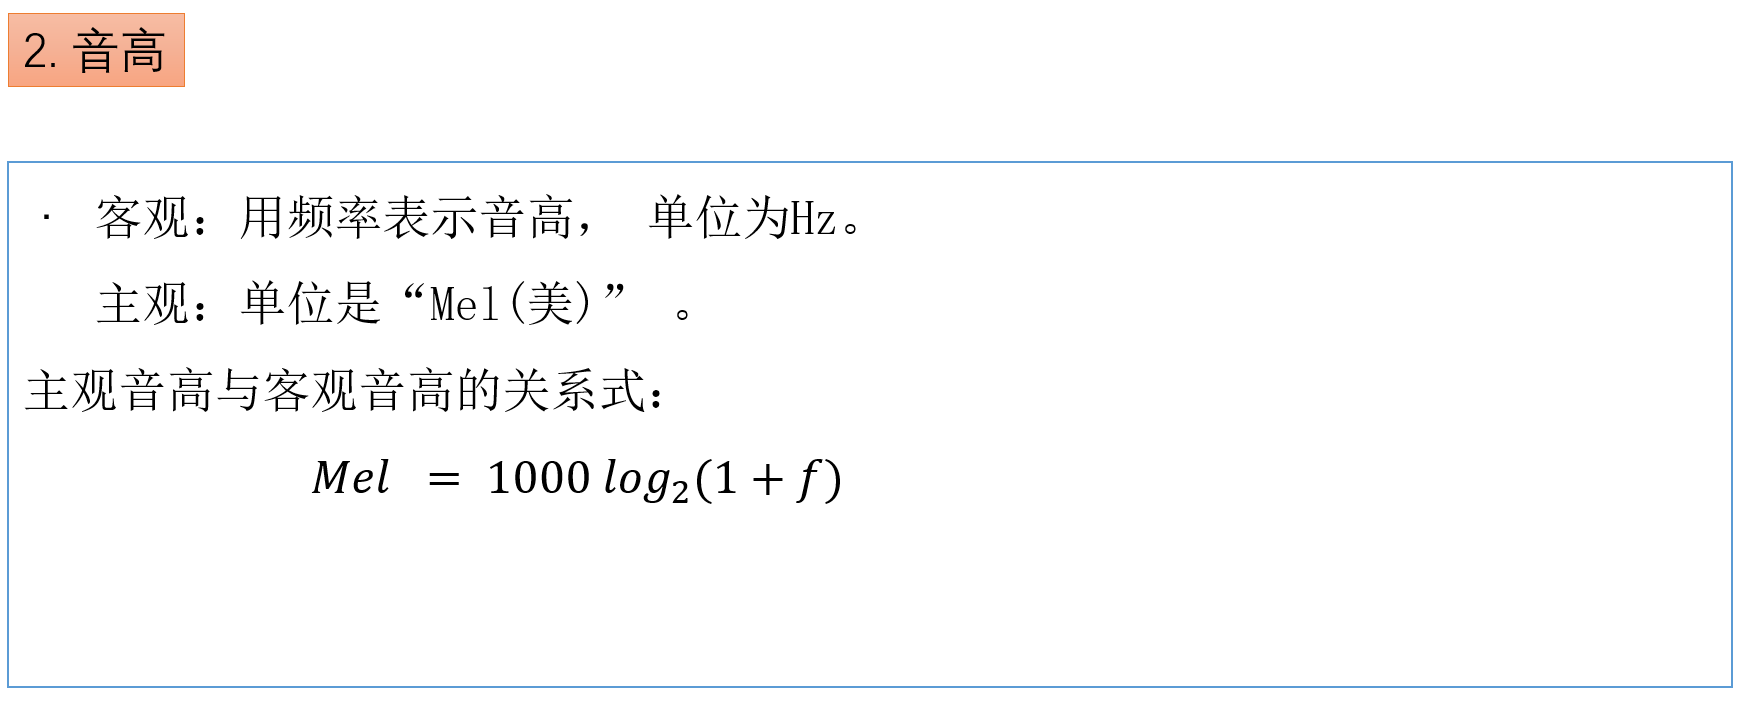 2. 音高
· 客观：用频率表示音高， 单位为Hz。
主观：单位是“Mel(美)” 。
主观音高与客观音高的关系式：
Mel = 1000 log₂(1 + f)